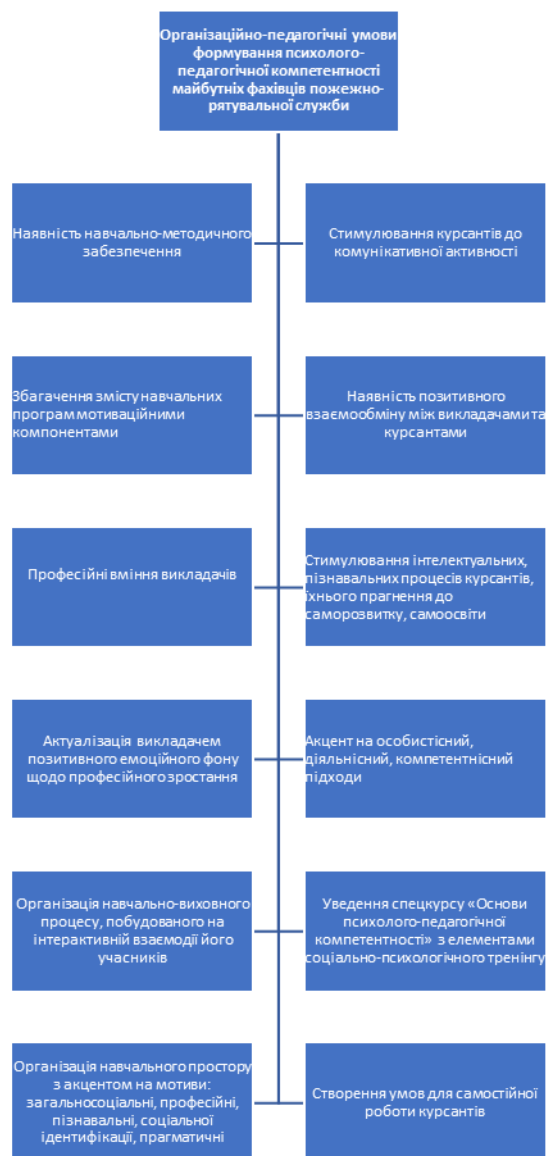 Організаційно-педагогічні умови
формування психолого-
педагогічної компетентності
майбутніх фахівців пожежно-
рятувальної служби
Наявність навчально-методичного
забезпечення
Стимулювання курсантів до
комунікативної активності
Збагачення змісту навчальних
програм мотиваційними
компонентами
Наявність позитивного
взаємообміну між викладачами та
курсантами
Професійні вміння викладачів
Стимулювання інтелектуальних,
пізнавальних процесів курсантів,
їхнього прагнення до
саморозвитку, самоосвіти
Актуалізація викладачем
позитивного емоційного фону
щодо професійного зростання
Акцент на особистісний,
діяльнісний, компетентнісний
підходи
Організація навчально-виховного
процесу, побудованого на
інтерактивній взаємодії його
учасників
Уведення спецкурсу «Основи
психолого-педагогічної
компетентності» з елементами
соціально-психологічного тренінгу
Організація навчального простору
з акцентом на мотиви:
загальносоціальні, професійні,
пізнавальні, соціальної
ідентифікації, прагматичні
Створення умов для самостійної
роботи курсантів